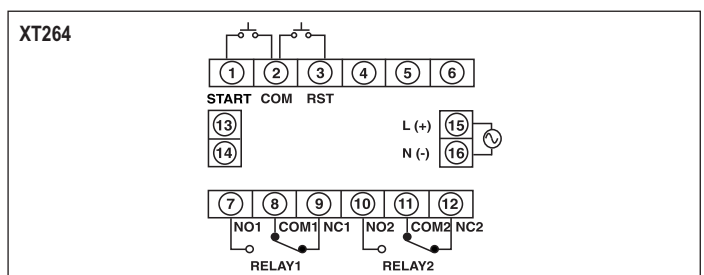 XT264
1 2 3 4 5 6
START COM RST
13 L (+) 15
14 N (-) 16
7 8 9 10 11 12
NO1 COM1 NC1 NO2 COM2 NC2
RELAY1 RELAY2